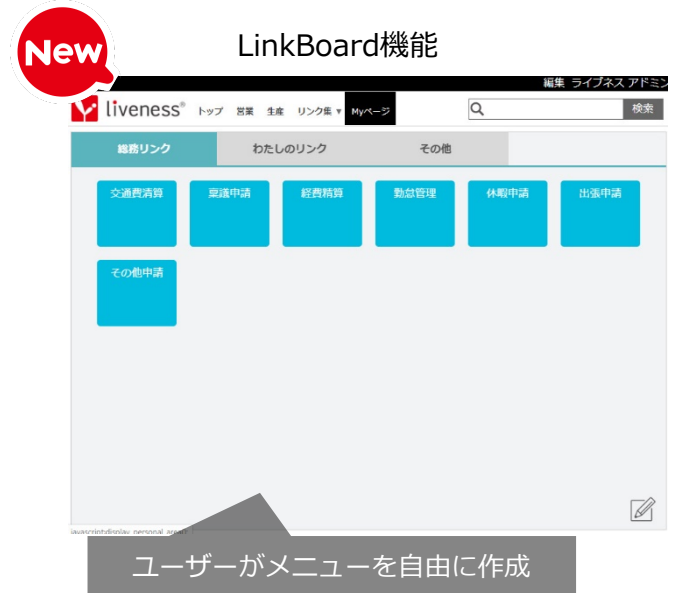 New
LinkBoard機能
編集 ライブネス アドミン
liveness® トップ 営業 生産 リンク集 ▼ Myページ 検索
総務リンク わたしのリンク その他
交通費清算 稟議申請 経費精算 勤怠管理 休暇申請 出張申請
その他申請
javascript:display_personal_area
ユーザーがメニューを自由に作成